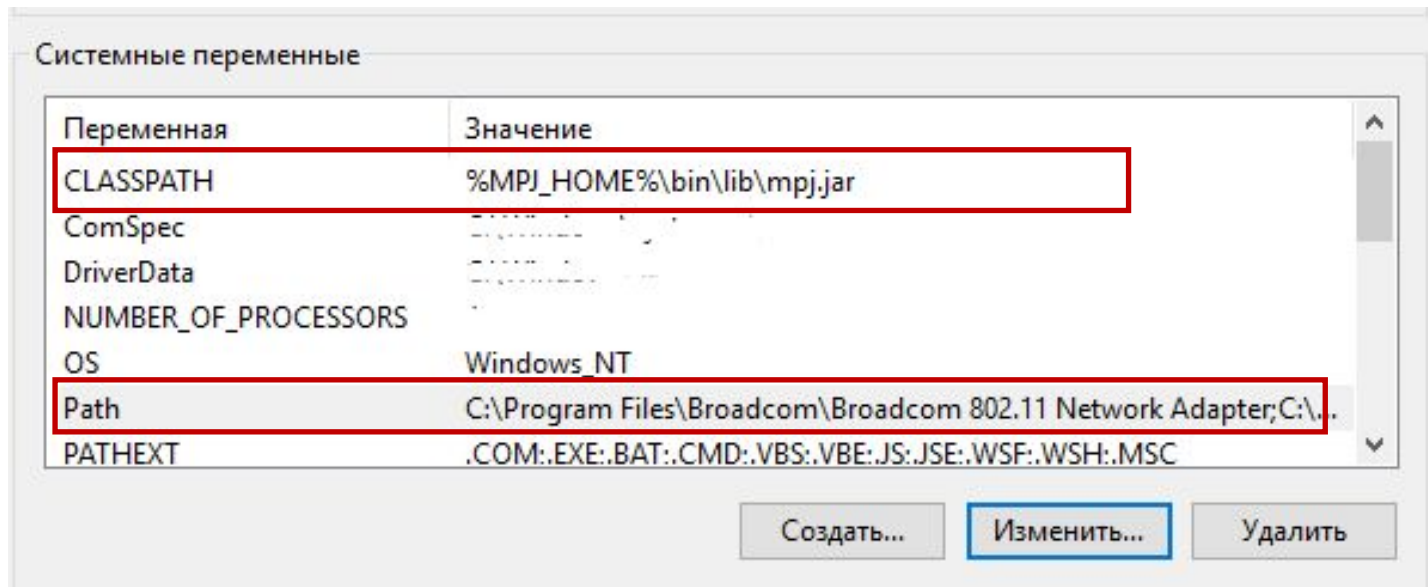 Системные переменные
Переменная Значение
CLASSPATH %MPJ_HOME%\bin\lib\mpj.jar
ComSpec
DriverData
NUMBER_OF_PROCESSORS
OS Windows_NT
Path C:\Program Files\Broadcom\Broadcom 802.11 Network Adapter;C:\...
PATHEXT .COM;.EXE;.BAT;.CMD;.VBS;.VBE;.JS;.JSE;.WSF;.WSH;.MSC
Создать... Изменить... Удалить